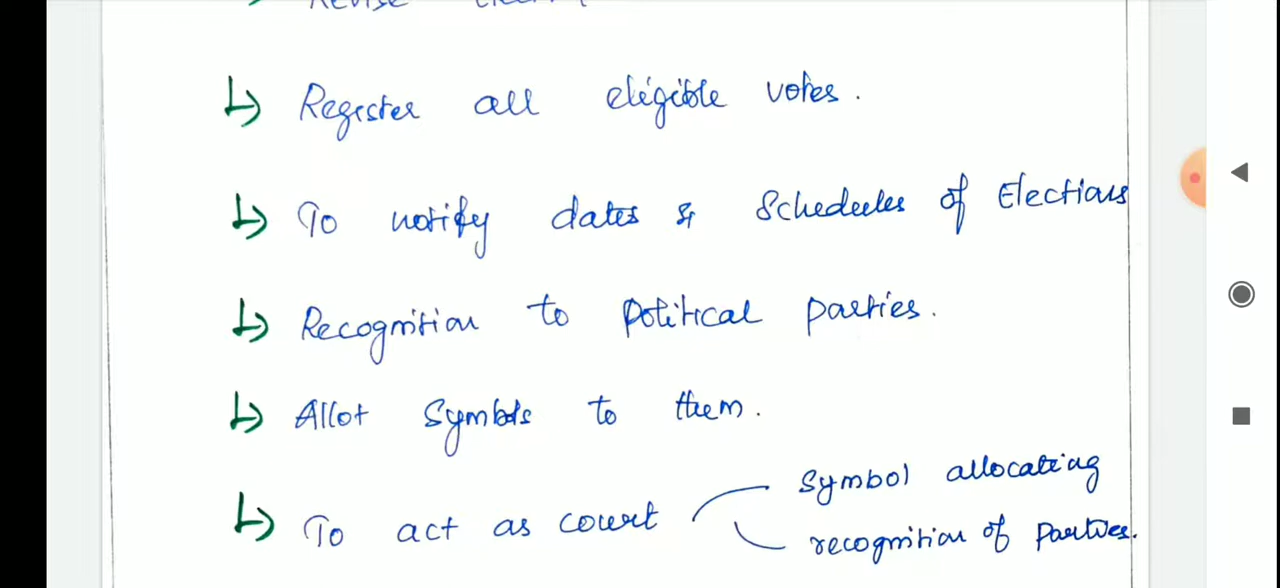 ↳ Register all eligible votes.
↳ To notify dates & Schedules of Elections
↳ Recognition to political parties.
↳ Allot Symbols to them.
↳ To act as court
Symbol allocating
recognition of parties.